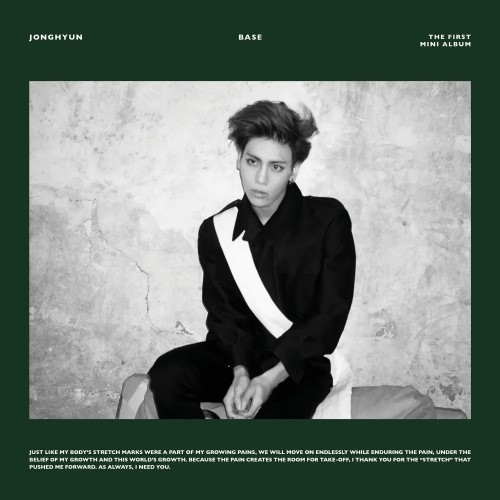 JONGHYUN
BASE
THE FIRST
MINI ALBUM
JUST LIKE MY BODY'S STRETCH MARKS WERE A PART OF MY GROWING PAINS, WE WILL MOVE ON ENDLESSLY WHILE ENDURING THE PAIN, UNDER THE
BELIEF OF MY GROWTH AND THIS WORLD'S GROWTH. BECAUSE THE PAIN CREATES THE ROOM FOR TAKE-OFF, I THANK YOU FOR THE "STRETCH" THAT
PUSHED ME FORWARD. AS ALWAYS, I NEED YOU.